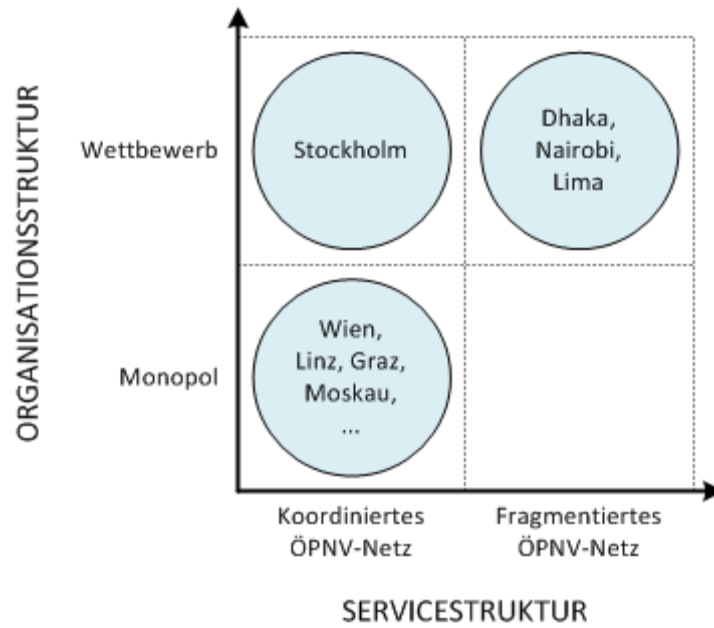 ORGANISATIONSSTRUKTUR
Wettbewerb
Stockholm
Dhaka,
Nairobi,
Lima
Monopol
Wien,
Linz, Graz,
Moskau,
...
Koordiniertes
ÖPNV-Netz
Fragmentiertes
ÖPNV-Netz
SERVICESTRUKTUR